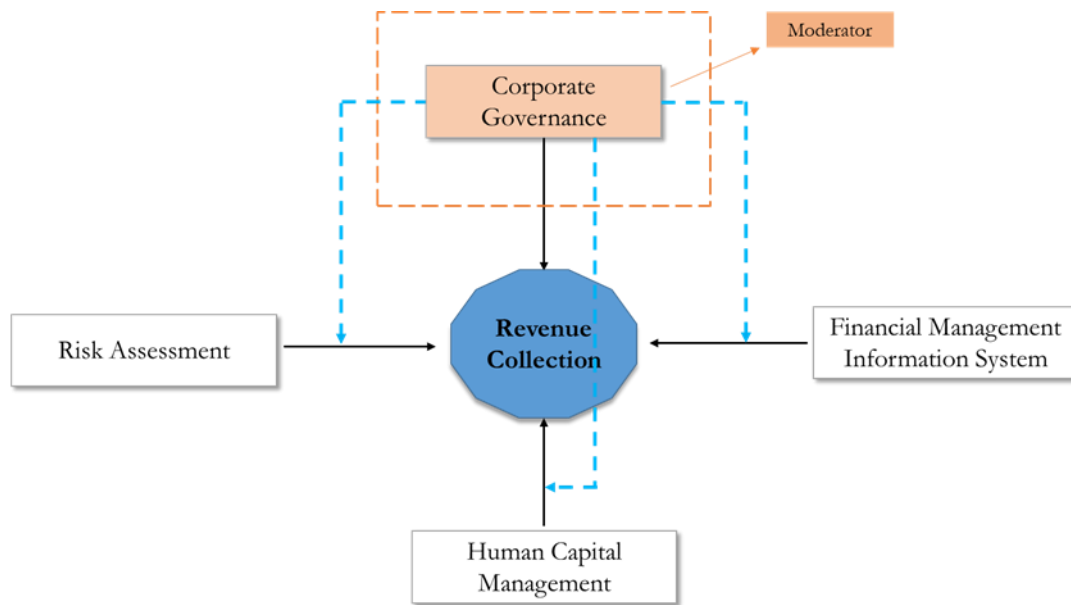 Moderator
Corporate
Governance
Revenue
Collection
Risk Assessment
Financial Management
Information System
Human Capital
Management